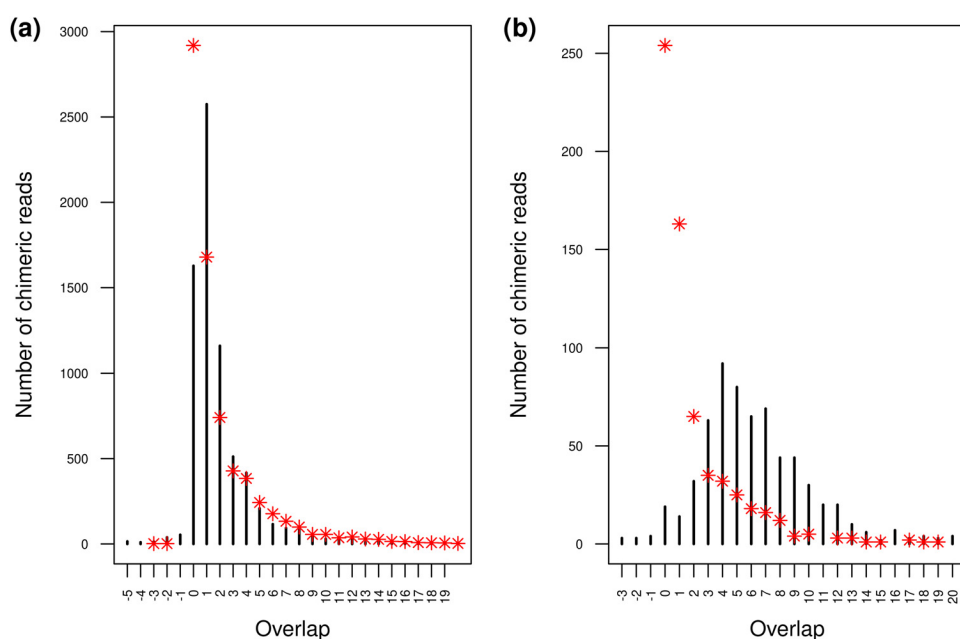 (a)
Number of chimeric reads
3000
2500
2000
1500
1000
500
0
-5 -4 -3 -2 -1 0 1 2 3 4 5 6 7 8 9 10 11 12 13 14 15 16 17 18 19
Overlap
(b)
Number of chimeric reads
250
200
150
100
50
0
-3 -2 -1 0 1 2 3 4 5 6 7 8 9 10 11 12 13 14 15 16 17 18 19 20
Overlap